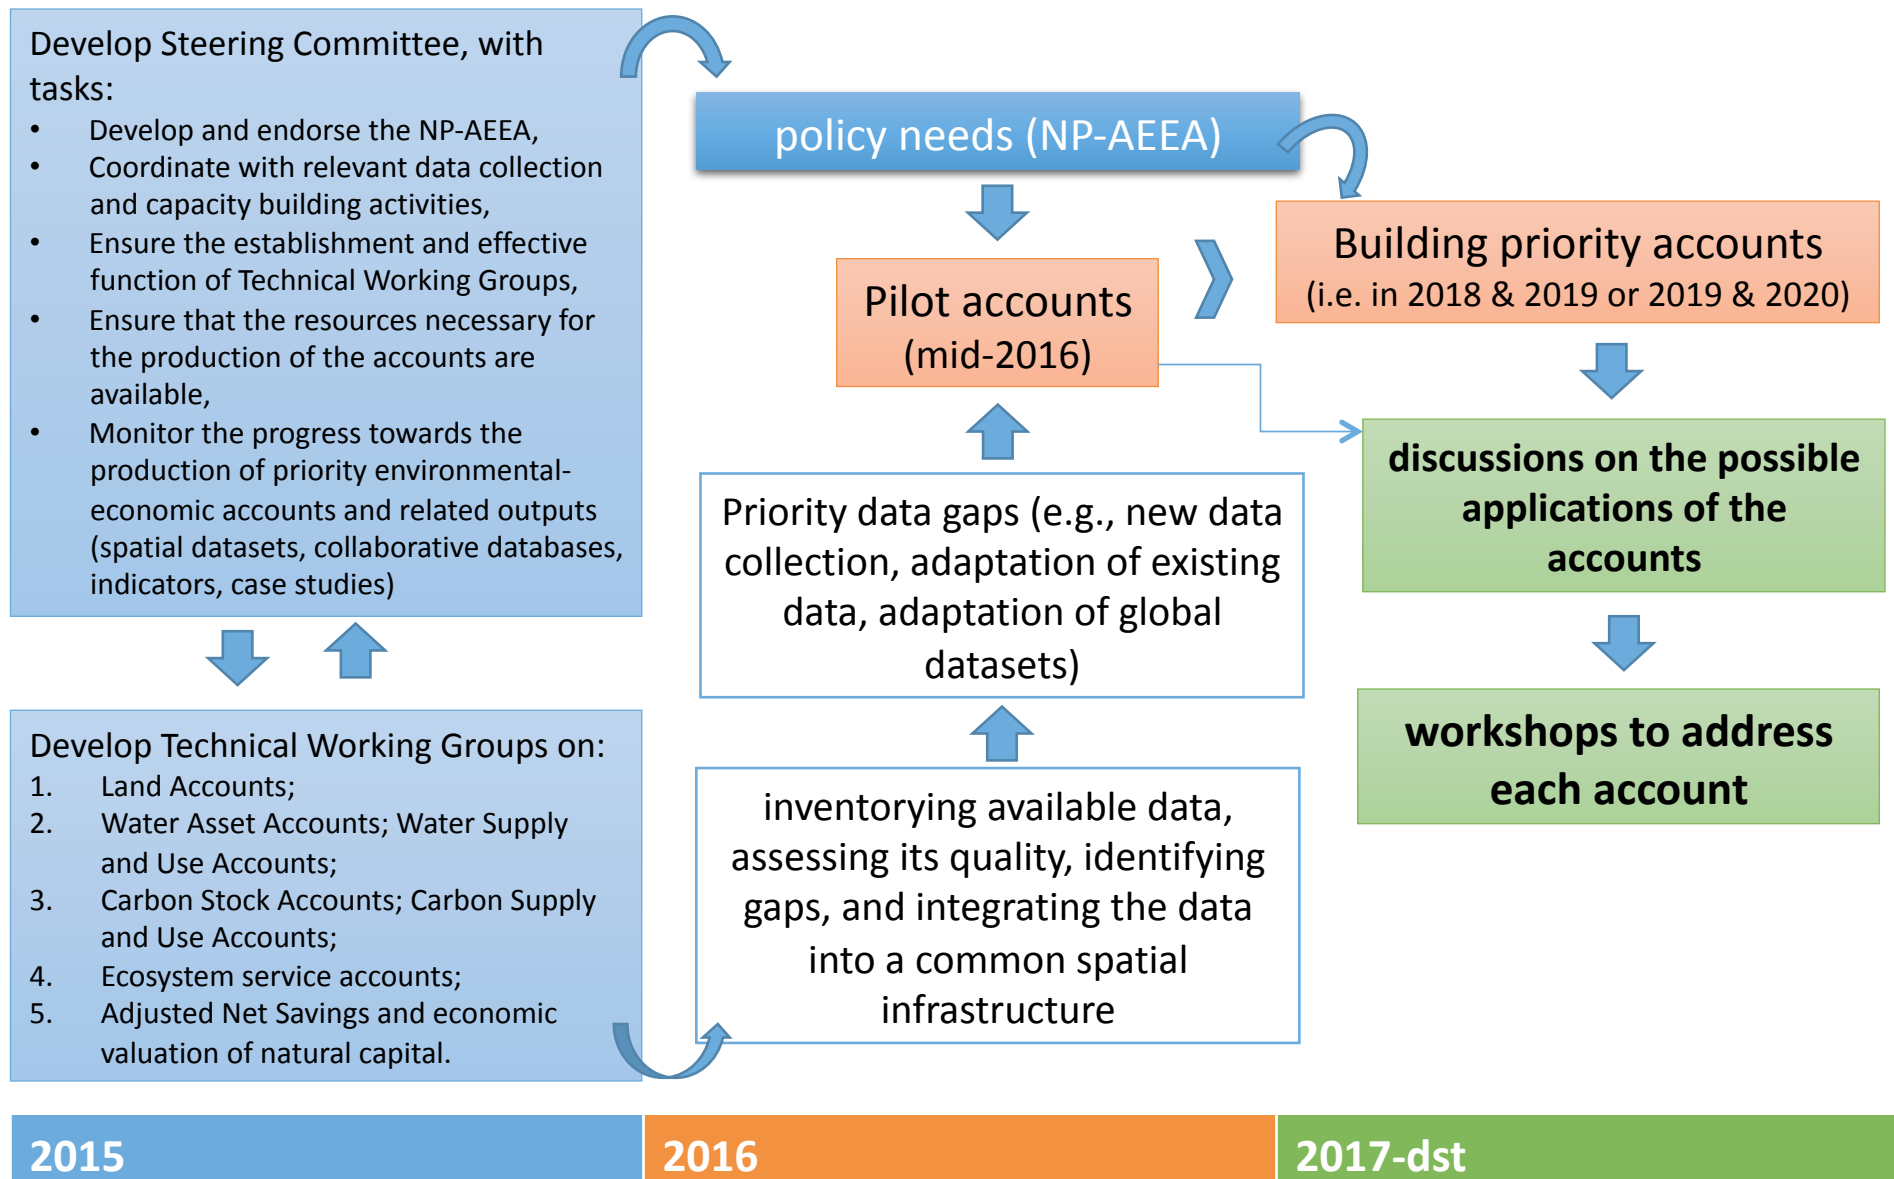 Develop Steering Committee, with
tasks:
• Develop and endorse the NP-AEEA,
• Coordinate with relevant data collection
and capacity building activities,
• Ensure the establishment and effective
function of Technical Working Groups,
• Ensure that the resources necessary for
the production of the accounts are
available,
• Monitor the progress towards the
production of priority environmental-
economic accounts and related outputs
(spatial datasets, collaborative databases,
indicators, case studies)
Develop Technical Working Groups on:
1. Land Accounts;
2. Water Asset Accounts; Water Supply
and Use Accounts;
3. Carbon Stock Accounts; Carbon Supply
and Use Accounts;
4. Ecosystem service accounts;
5. Adjusted Net Savings and economic
valuation of natural capital.
policy needs (NP-AEEA)
Pilot accounts
(mid-2016)
Priority data gaps (e.g., new data
collection, adaptation of existing
data, adaptation of global
datasets)
inventorying available data,
assessing its quality, identifying
gaps, and integrating the data
into a common spatial
infrastructure
Building priority accounts
(i.e. in 2018 & 2019 or 2019 & 2020)
discussions on the possible
applications of the
accounts
workshops to address
each account
2015
2016
2017-dst